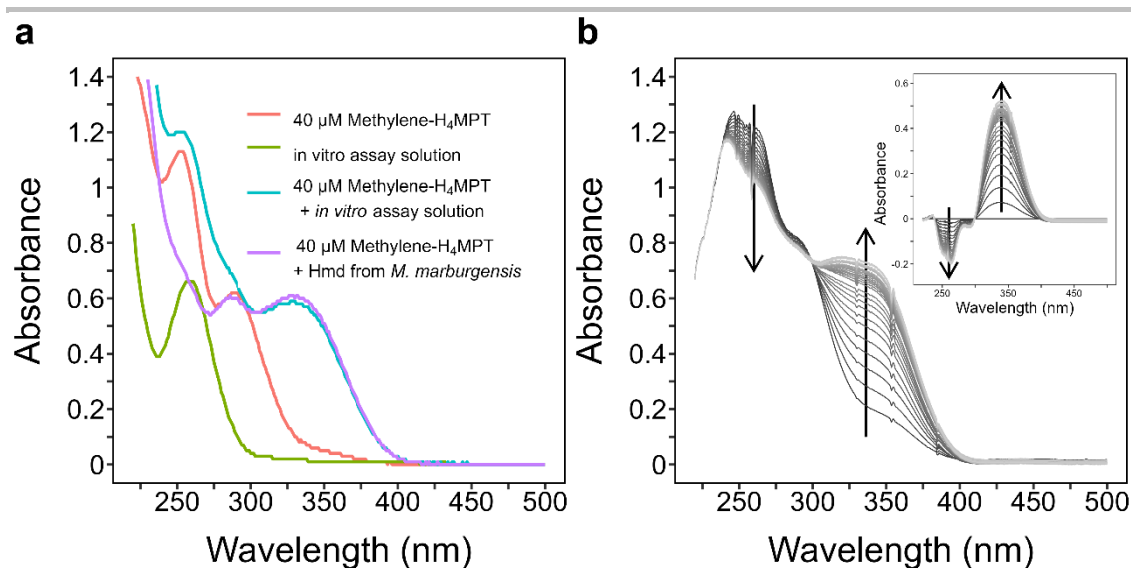 a
1.4
1.2
1
0.8
0.6
0.4
0.2
0
Absorbance
250
300
350
400
450
500
Wavelength (nm)
40 µM Methylene-H₄MPT
in vitro assay solution
40 µM Methylene-H₄MPT
+ in vitro assay solution
40 µM Methylene-H₄MPT
+ Hmd from M. marburgensis
b
1.4
1.2
1
0.8
0.6
0.4
0.2
0
Absorbance
250
300
350
400
450
500
Wavelength (nm)
0.6
0.4
0.2
0
-0.2
Absorbance
250
350
450
Wavelength (nm)